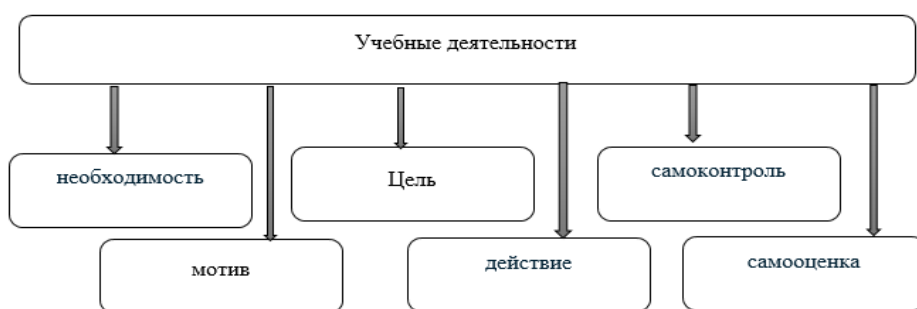 Учебные деятельности
необходимость
Цель
самоконтроль
мотив
действие
самооценка